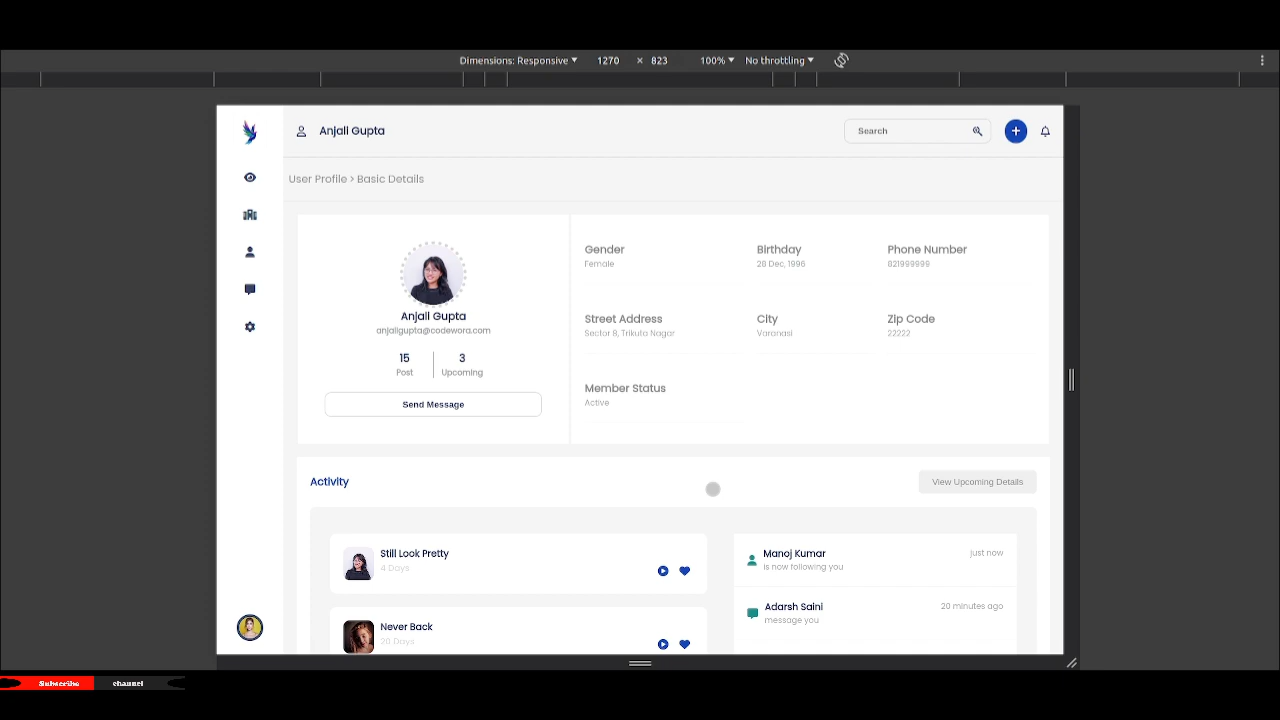 Dimensions: Responsive 1270 × 823 100% No throttling
Anjali Gupta
Search
User Profile > Basic Details
Anjali Gupta
anjaligupta@codewora.com
15 3
Post Upcoming
Send Message
Gender Birthday Phone Number
Female 28 Dec, 1996 821999999
Street Address City Zip Code
Sector 8, Trikuta Nagar Varanasi 22222
Member Status
Active
Activity
View Upcoming Details
Still Look Pretty
4 Days
Never Back
20 Days
Manoj Kumar just now
is now following you
Adarsh Saini 20 minutes ago
message you
Subscribe channel